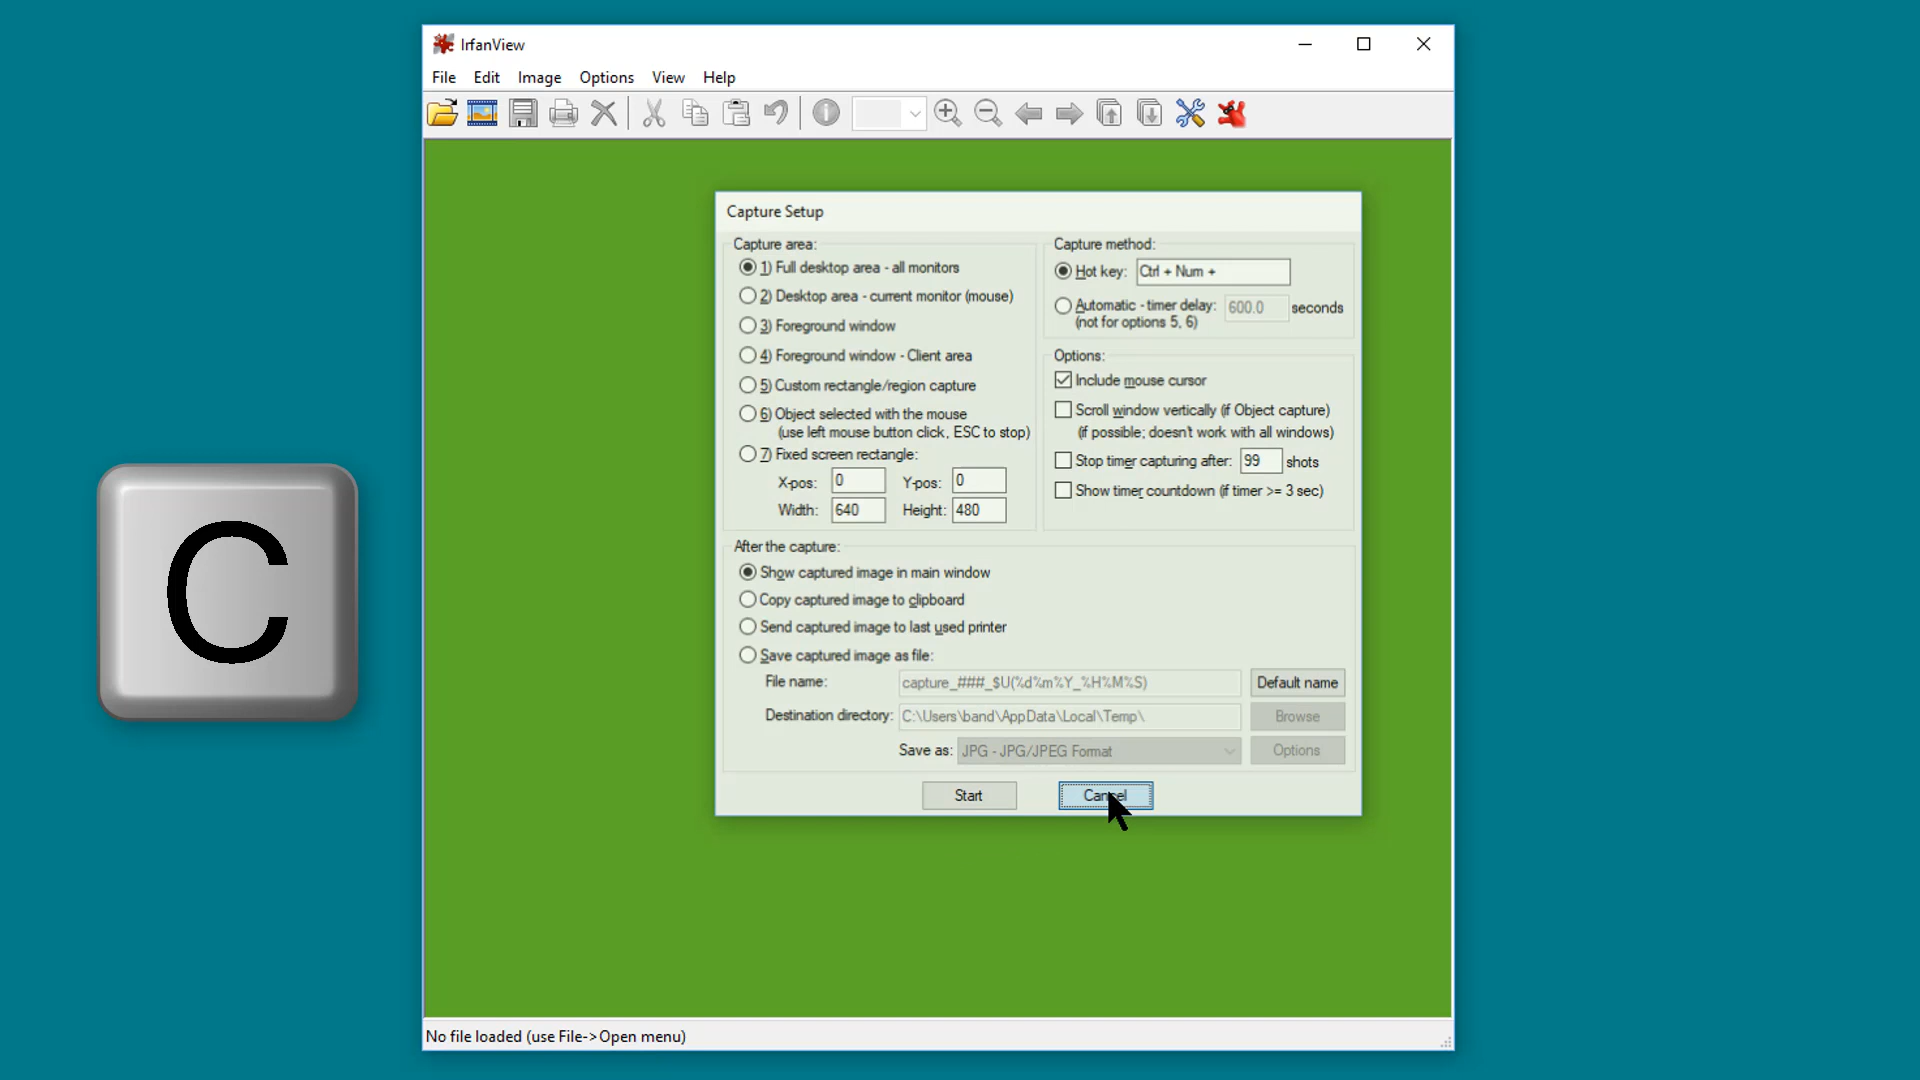 IrfanView
File Edit Image Options View Help
Capture Setup
Capture area:
1) Full desktop area - all monitors
2) Desktop area - current monitor (mouse)
3) Foreground window
4) Foreground window - Client area
5) Custom rectangle/region capture
6) Object selected with the mouse
(use left mouse button click, ESC to stop)
7) Fixed screen rectangle:
X-pos: 0 Y-pos: 0
Width: 640 Height: 480
Capture method:
Hot key: Ctrl + Num +
Automatic - timer delay: 600.0 seconds
(not for options 5, 6)
Options:
Include mouse cursor
Scroll window vertically (if Object capture)
(if possible; doesn't work with all windows)
Stop timer capturing after: 99 shots
Show timer countdown (if timer >= 3 sec)
After the capture:
Show captured image in main window
Copy captured image to clipboard
Send captured image to last used printer
Save captured image as file:
File name: capture_###_$U(%d%m%Y_%H%M%S) Default name
Destination directory: C:\Users\band\AppData\Local\Temp\ Browse
Save as: JPG - JPG/JPEG Format Options
Start Cancel
C
No file loaded (use File->Open menu)